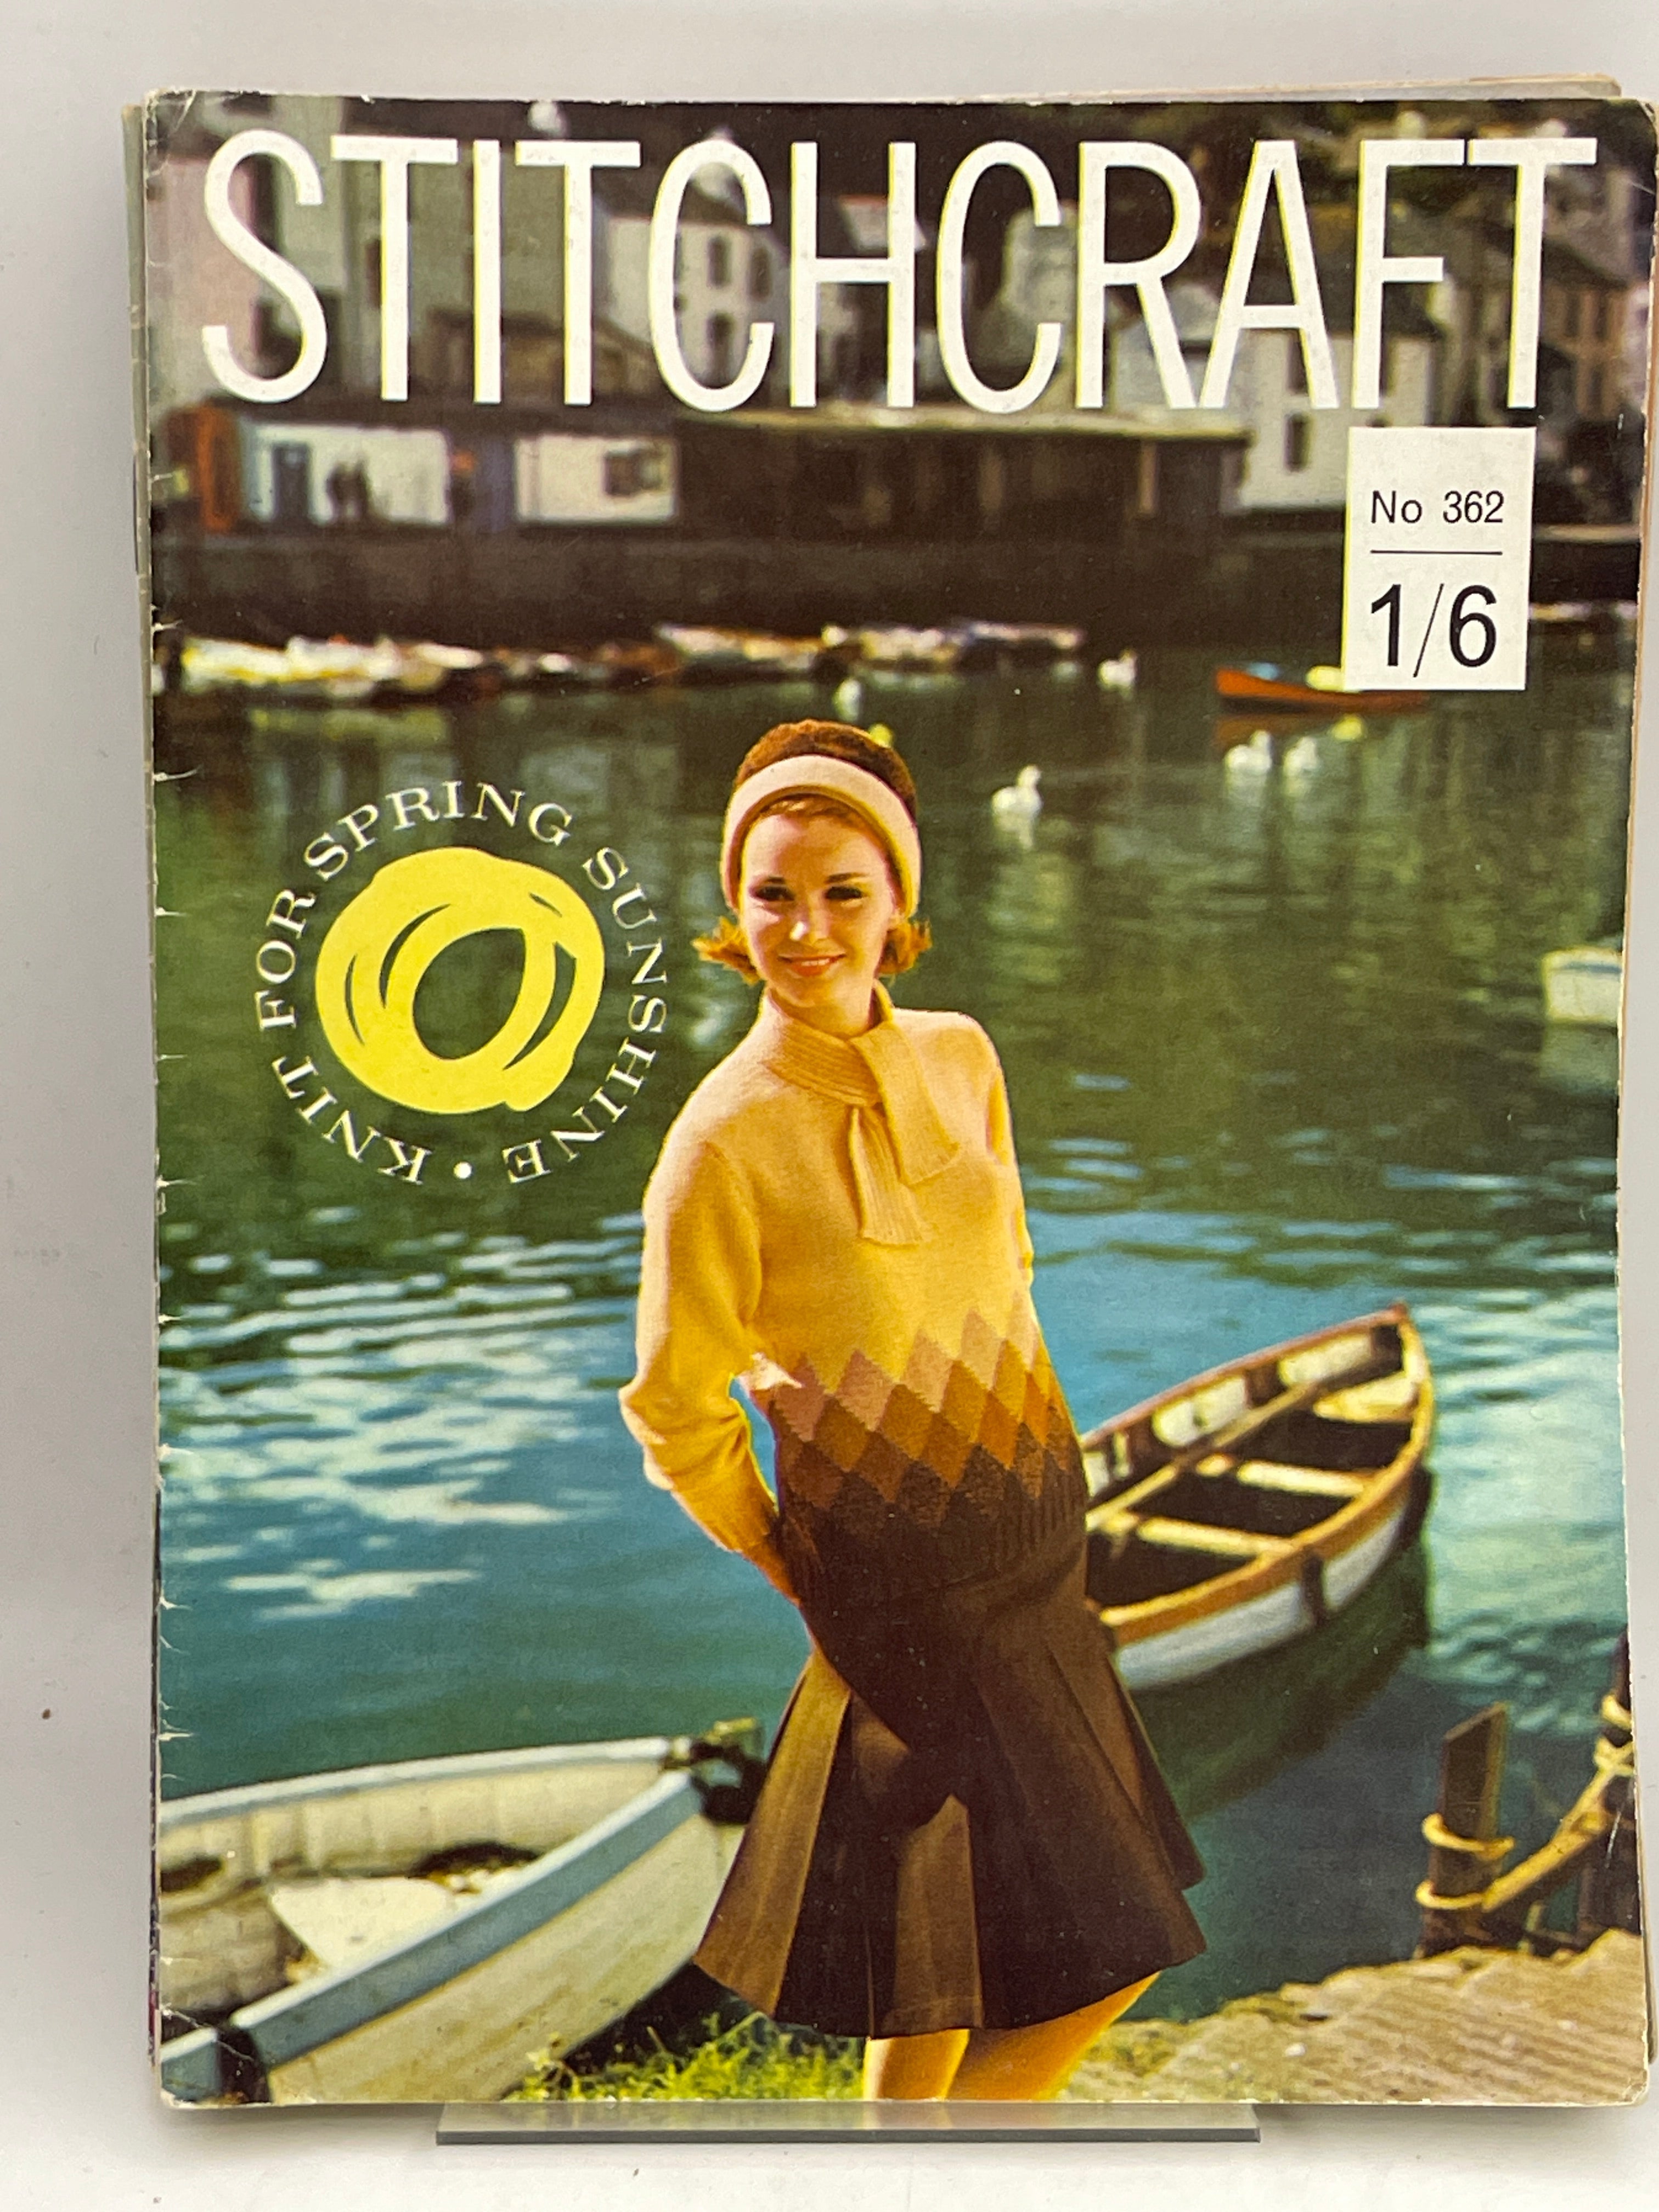 STITCHCRAFT
No 362
1/6
KNIT FOR SPRING SUNSHINE •